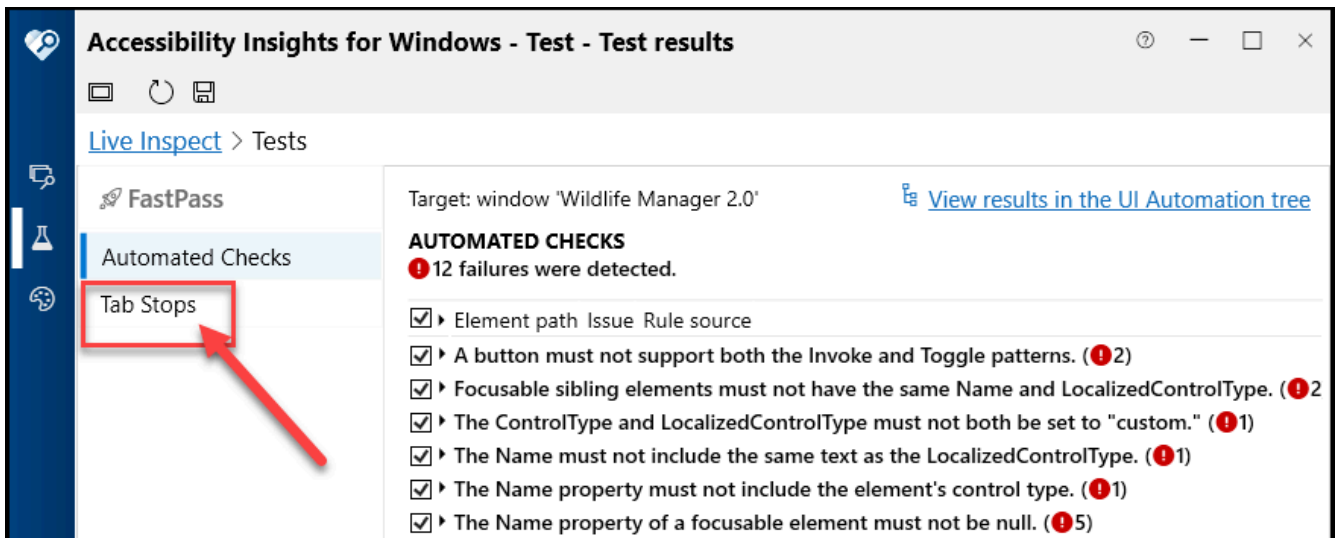 Accessibility Insights for Windows - Test - Test results
Live Inspect > Tests
FastPass
Automated Checks
Tab Stops
Target: window 'Wildlife Manager 2.0'
View results in the UI Automation tree
AUTOMATED CHECKS
12 failures were detected.
Element path Issue Rule source
A button must not support both the Invoke and Toggle patterns. (2)
Focusable sibling elements must not have the same Name and LocalizedControlType. (2
The ControlType and LocalizedControlType must not both be set to "custom." (1)
The Name must not include the same text as the LocalizedControlType. (1)
The Name property must not include the element's control type. (1)
The Name property of a focusable element must not be null. (5)